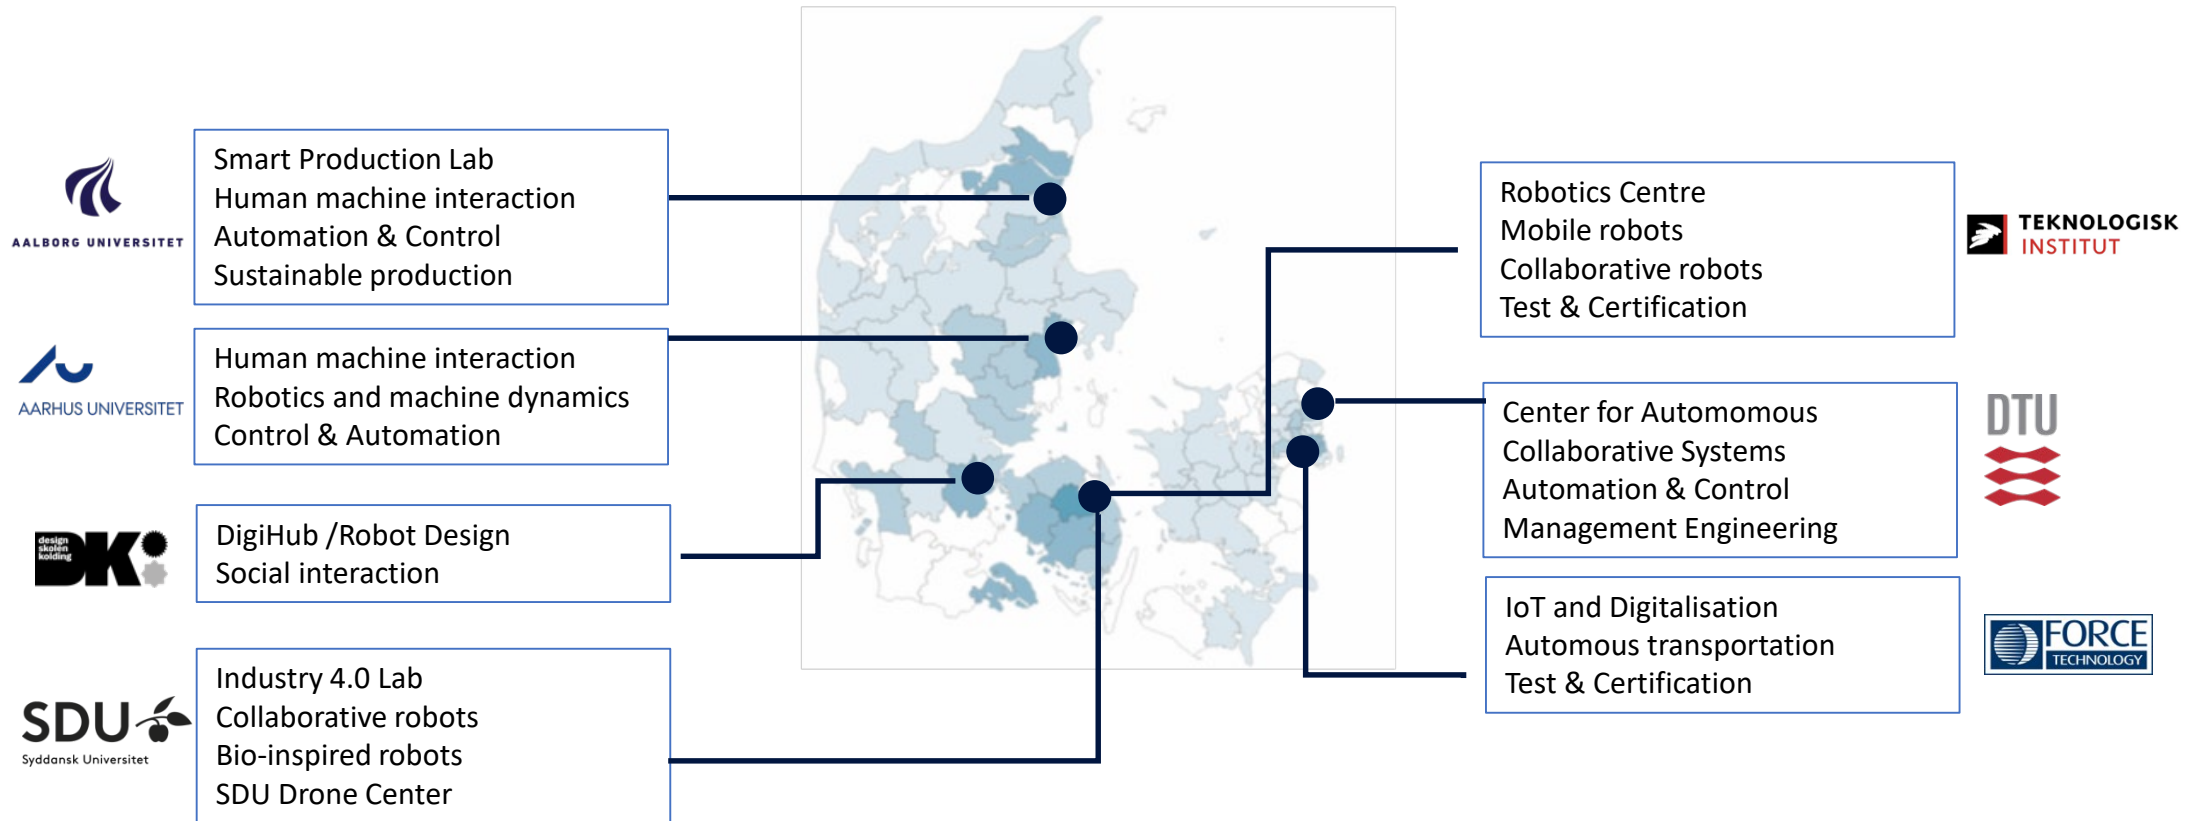 AALBORG UNIVERSITET
Smart Production Lab
Human machine interaction
Automation & Control
Sustainable production
AARHUS UNIVERSITET
Human machine interaction
Robotics and machine dynamics
Control & Automation
design
skolen
kolding
DK
DigiHub /Robot Design
Social interaction
SDU
Syddansk Universitet
Industry 4.0 Lab
Collaborative robots
Bio-inspired robots
SDU Drone Center
Robotics Centre
Mobile robots
Collaborative robots
Test & Certification
TEKNOLOGISK
INSTITUT
Center for Automomous
Collaborative Systems
Automation & Control
Management Engineering
DTU
IoT and Digitalisation
Automous transportation
Test & Certification
FORCE
TECHNOLOGY